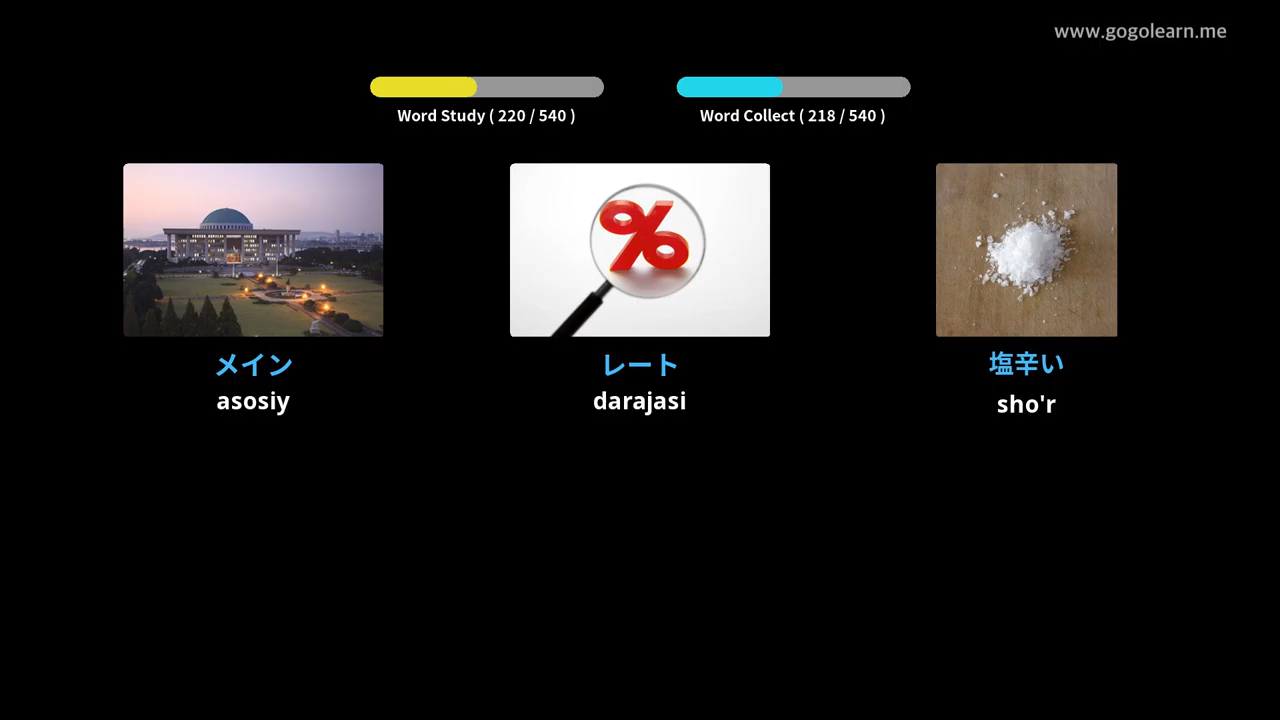 www.gogolearn.me
Word Study ( 220 / 540 )
Word Collect ( 218 / 540 )
メイン
asosiy
レート
darajasi
塩辛い
sho'r